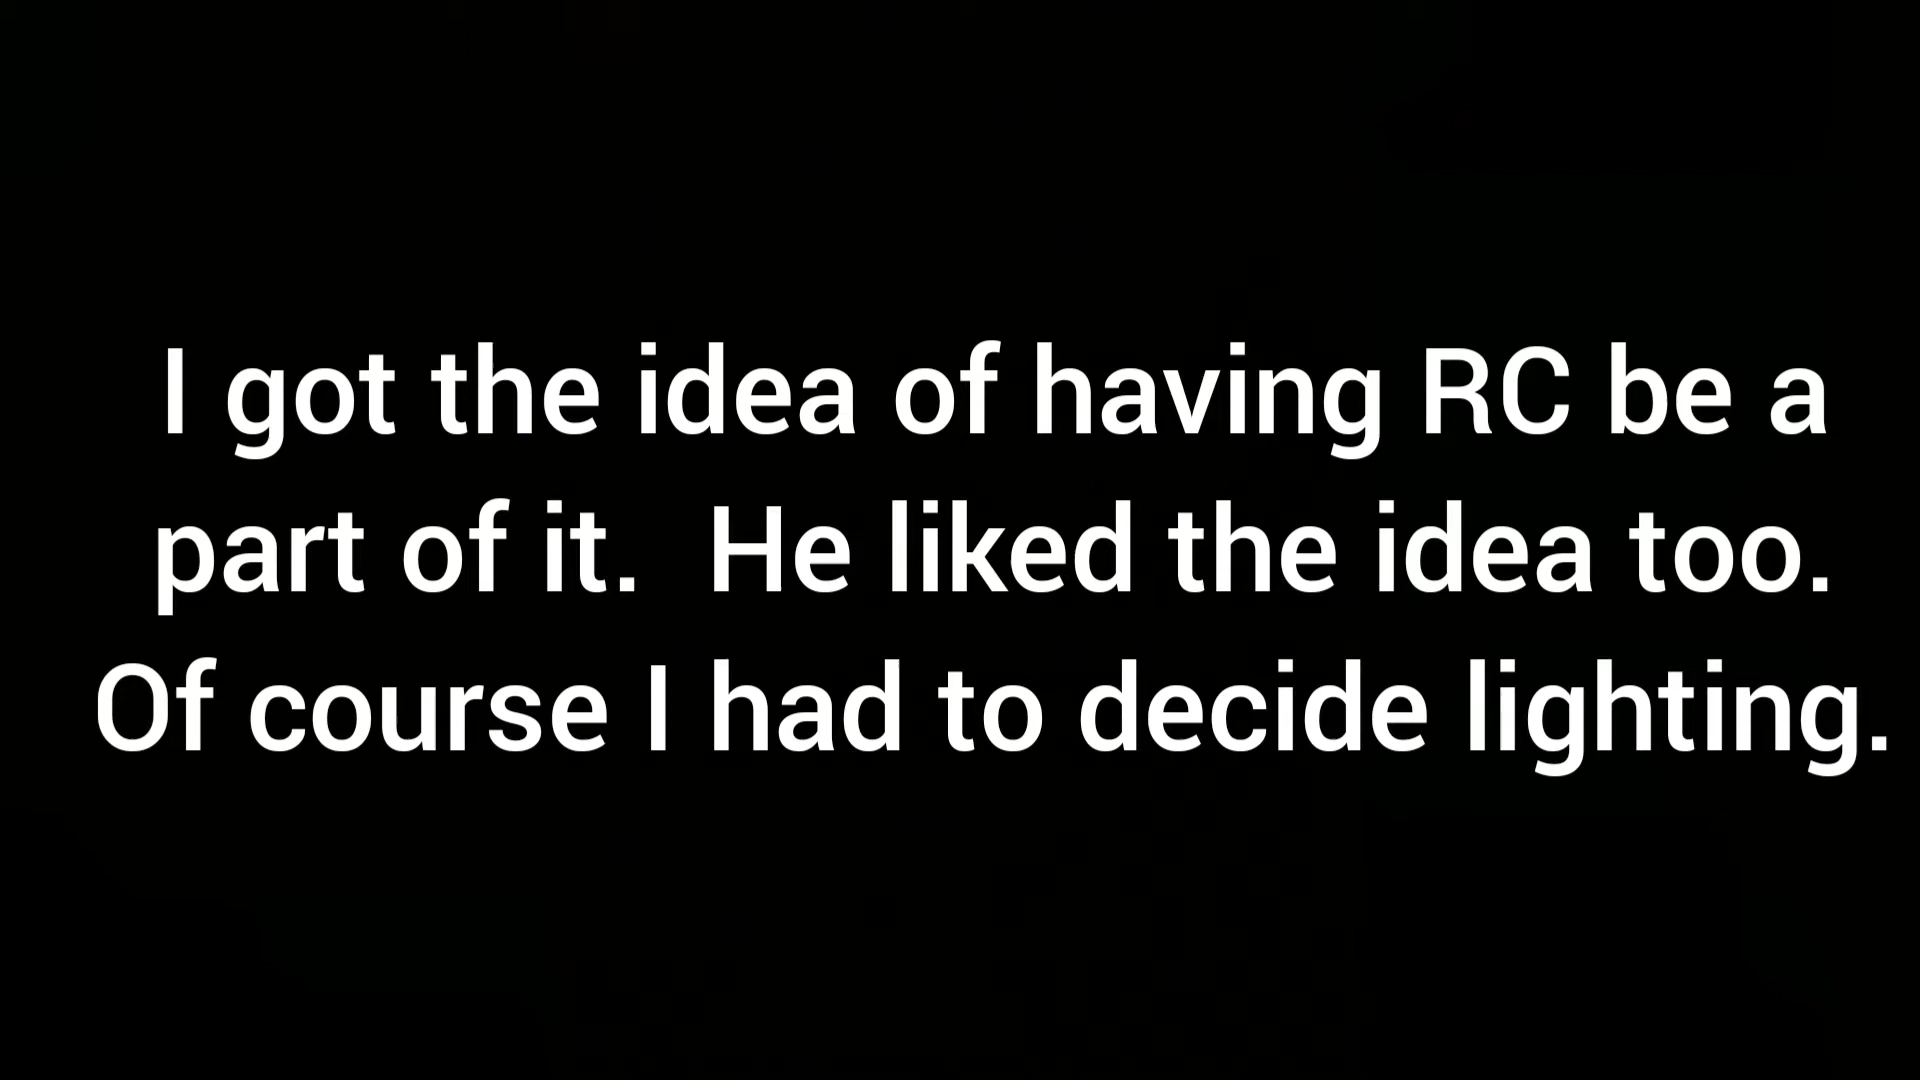 I got the idea of having RC be a
part of it.  He liked the idea too.
Of course I had to decide lighting.